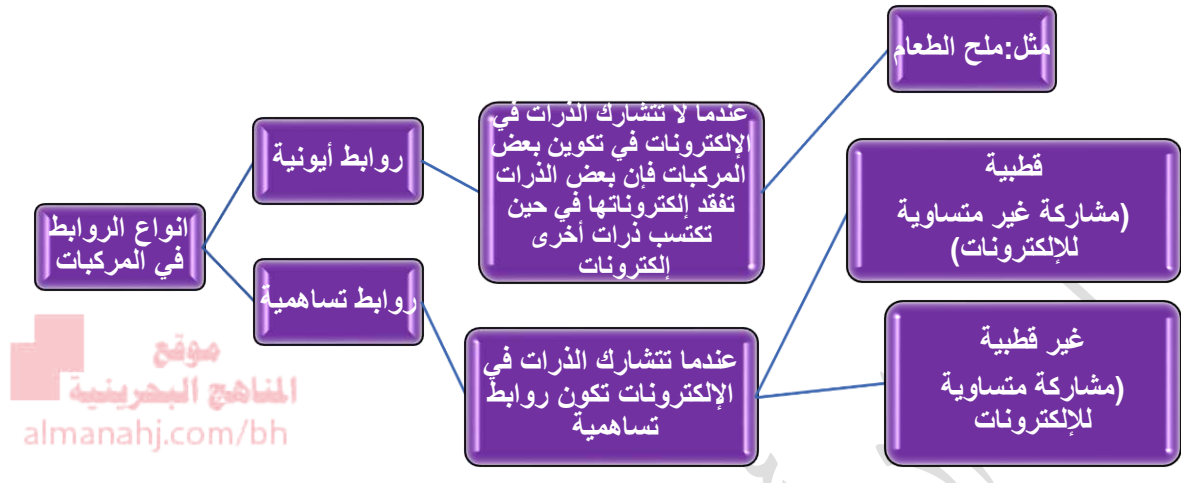 مثل:ملح الطعام
عندما لا تتشارك الذرات في
الإلكترونات في تكوين بعض
المركبات فإن بعض الذرات
تفقد إلكتروناتها في حين
تكتسب ذرات أخرى
إلكترونات
روابط أيونية
قطبية
(مشاركة غير متساوية
للإلكترونات)
انواع الروابط
في المركبات
روابط تساهمية
عندما تتشارك الذرات في
الإلكترونات تكون روابط
تساهمية
غير قطبية
(مشاركة متساوية
للإلكترونات
موقع
المناهج البحرينية
almanahj.com/bh